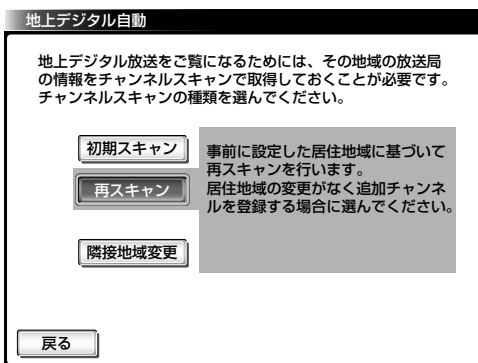 地上デジタル自動
地上デジタル放送をご覧になるためには、その地域の放送局
の情報をチャンネルスキャンで取得しておくことが必要です。
チャンネルスキャンの種類を選んでください。
初期スキャン
再スキャン
隣接地域変更
事前に設定した居住地域に基づいて
再スキャンを行います。
居住地域の変更がなく追加チャンネ
ルを登録する場合に選んでください。
戻る